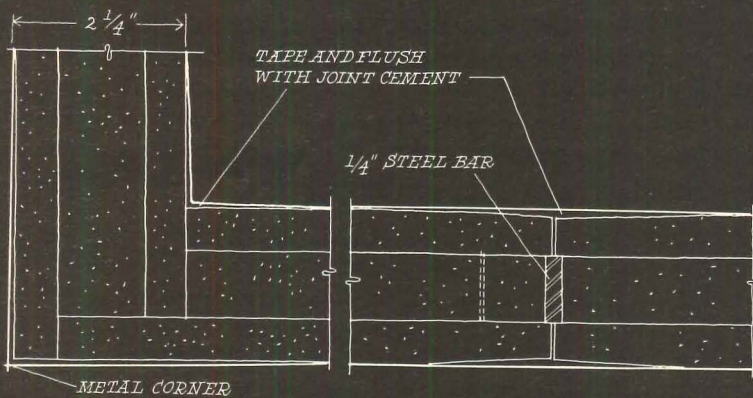 2 1/4"
TAPE AND FLUSH
WITH JOINT CEMENT
1/4" STEEL BAR
METAL CORNER